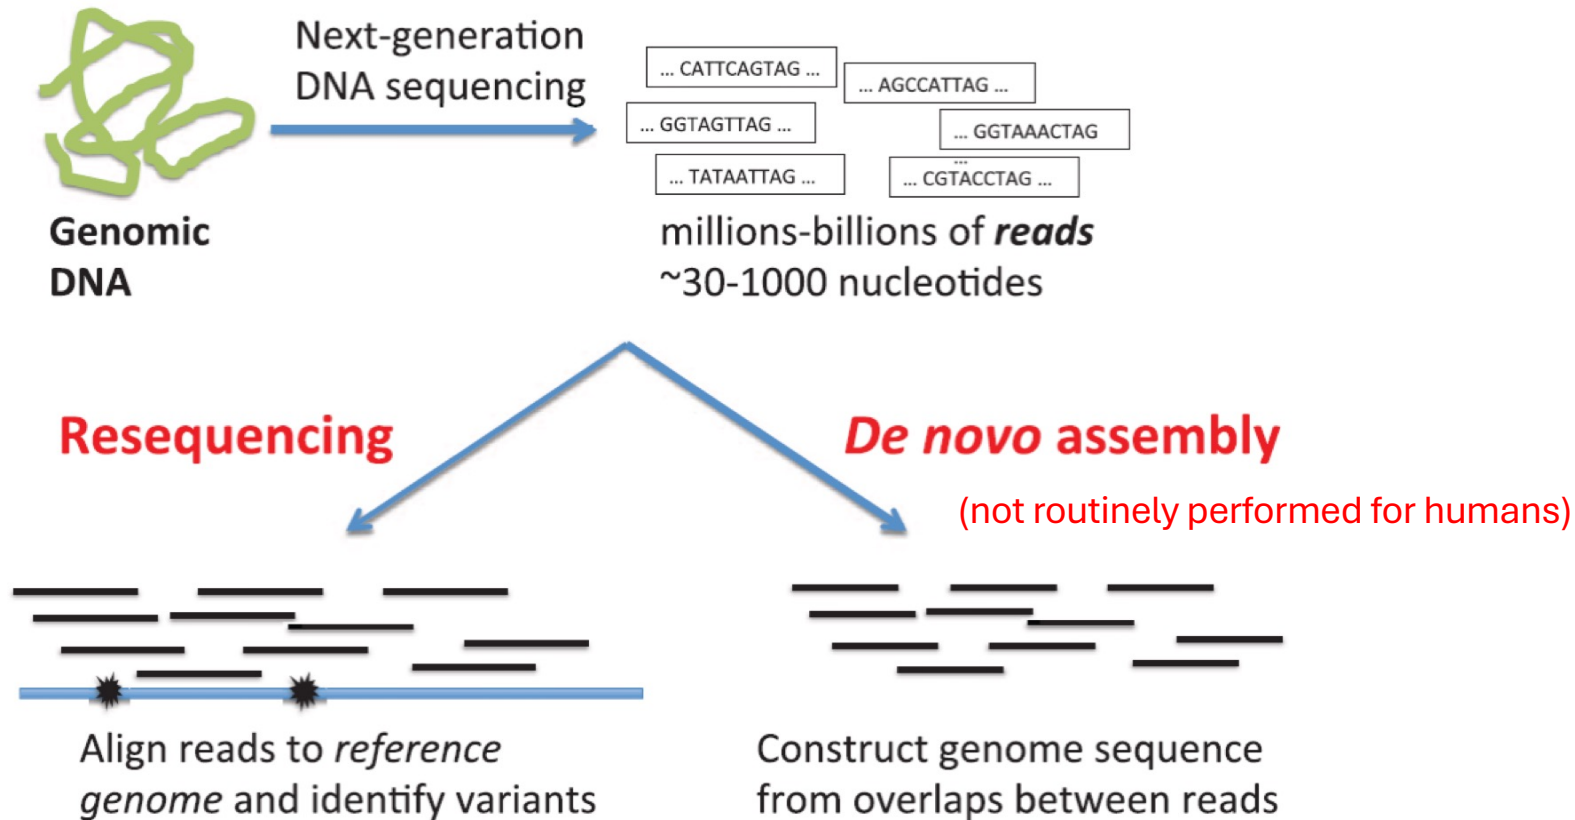 Next-generation
DNA sequencing
... CATTCAGTAG ...
... AGCCATTAG ...
... GGTAGTTAG ...
... GGTAAACTAG
...
... TATAATTAG ...
... CGTACCTAG ...
Genomic
DNA
millions-billions of reads
~30-1000 nucleotides
Resequencing
De novo assembly
(not routinely performed for humans)
Align reads to reference
genome and identify variants
Construct genome sequence
from overlaps between reads